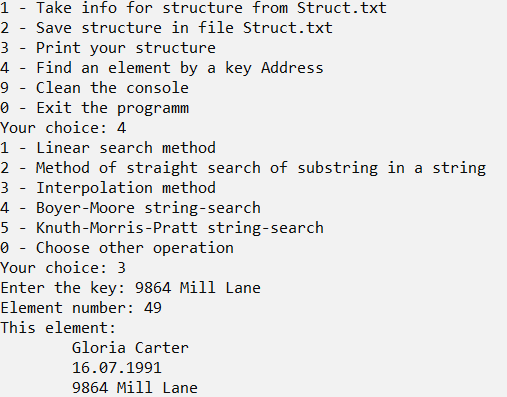 1 - Take info for structure from Struct.txt
2 - Save structure in file Struct.txt
3 - Print your structure
4 - Find an element by a key Address
9 - Clean the console
0 - Exit the programm
Your choice: 4
1 - Linear search method
2 - Method of straight search of substring in a string
3 - Interpolation method
4 - Boyer-Moore string-search
5 - Knuth-Morris-Pratt string-search
0 - Choose other operation
Your choice: 3
Enter the key: 9864 Mill Lane
Element number: 49
This element:
Gloria Carter
16.07.1991
9864 Mill Lane